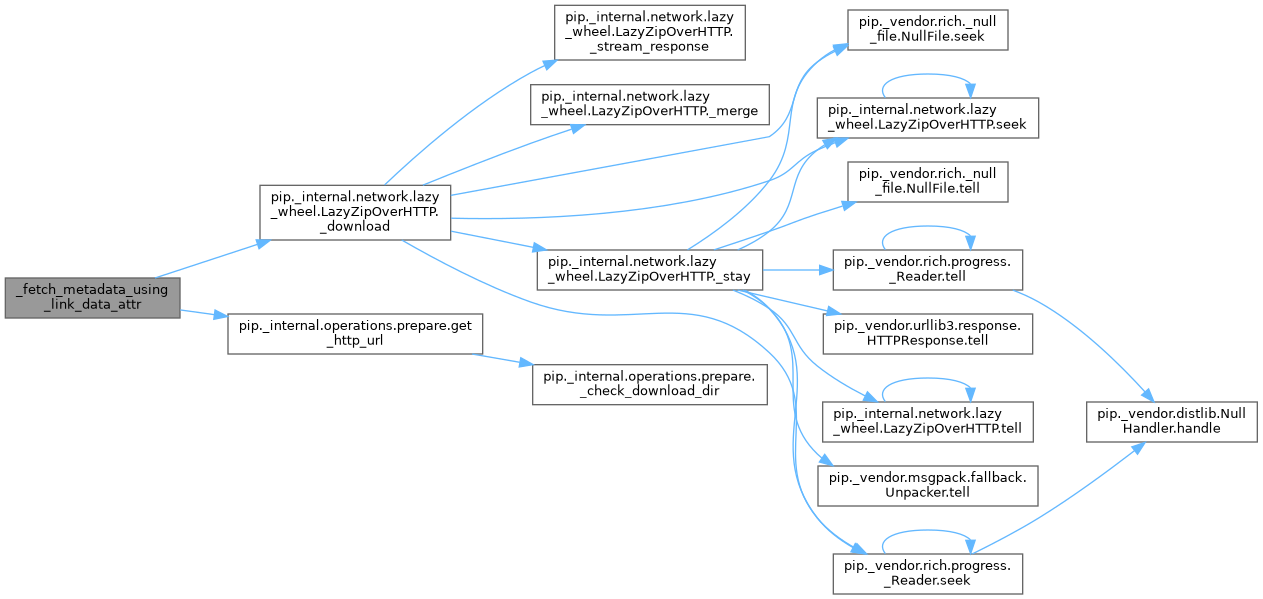 _fetch_metadata_using
_link_data_attr
pip._internal.network.lazy
_wheel.LazyZipOverHTTP.
_download
pip._internal.operations.prepare.get
_http_url
pip._internal.network.lazy
_wheel.LazyZipOverHTTP.
_stream_response
pip._internal.network.lazy
_wheel.LazyZipOverHTTP._merge
pip._internal.network.lazy
_wheel.LazyZipOverHTTP._stay
pip._internal.operations.prepare.
_check_download_dir
pip._vendor.rich._null
_file.NullFile.seek
pip._internal.network.lazy
_wheel.LazyZipOverHTTP.seek
pip._vendor.rich._null
_file.NullFile.tell
pip._vendor.rich.progress.
_Reader.tell
pip._vendor.urllib3.response.
HTTPResponse.tell
pip._internal.network.lazy
_wheel.LazyZipOverHTTP.tell
pip._vendor.msgpack.fallback.
Unpacker.tell
pip._vendor.rich.progress.
_Reader.seek
pip._vendor.distlib.Null
Handler.handle